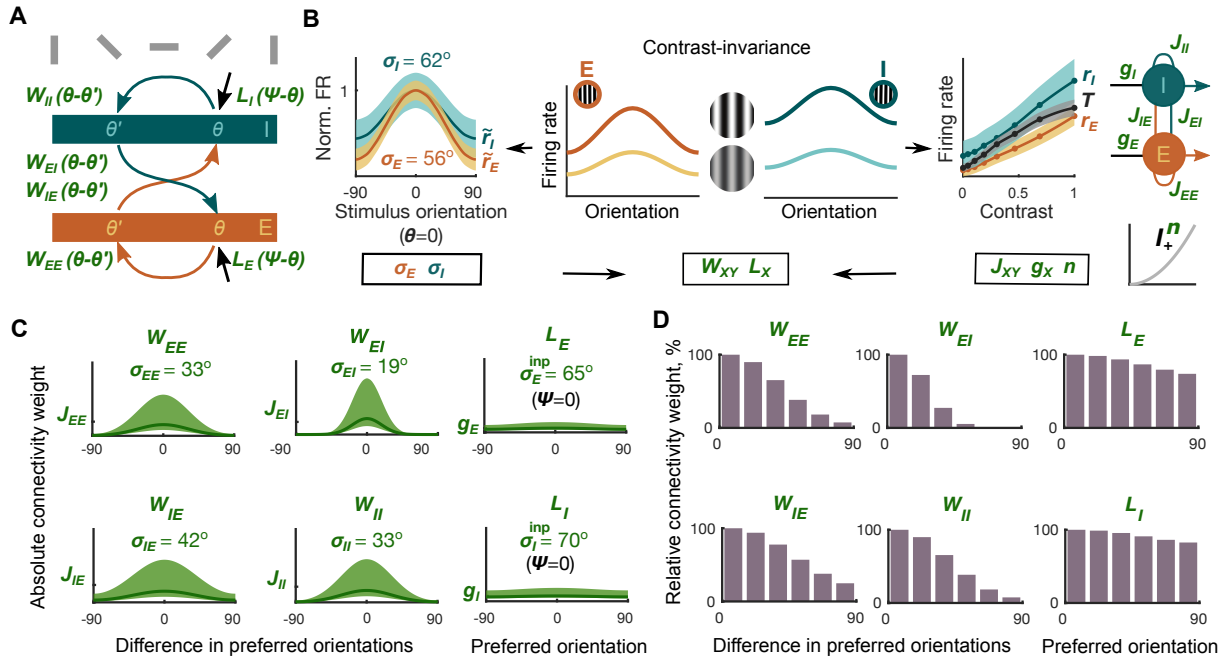 A
W_II (θ-θ') L_I (Ψ-θ)
θ' θ I
W_EI (θ-θ')
W_IE (θ-θ')
θ' θ E
W_EE (θ-θ') L_E (Ψ-θ)
B
Contrast-invariance
σ_I = 62°
Norm. FR
1
σ_E = 56°
r̃_I
r̃_E
-90 0 90
Stimulus orientation
(θ=0)
σ_E σ_I
E
Firing rate
Orientation
I
Orientation
W_XY L_X
Firing rate
r_I
T
r_E
0 0.5 1
Contrast
J_XY g_X n
J_II
g_I
I
J_IE J_EI
g_E
E
J_EE
I_+^n
C
Absolute connectivity weight
W_EE
σ_EE = 33°
J_EE
-90 0 90
W_EI
σ_EI = 19°
J_EI
-90 0 90
L_E
σ_E^inp = 65°
(Ψ=0)
g_E
-90 0 90
W_IE
σ_IE = 42°
J_IE
-90 0 90
W_II
σ_II = 33°
J_II
-90 0 90
L_I
σ_I^inp = 70°
(Ψ=0)
g_I
-90 0 90
Difference in preferred orientations
Preferred orientation
D
Relative connectivity weight, %
W_EE
100
0
0 90
W_EI
100
0
0 90
L_E
100
0
0 90
W_IE
100
0
0 90
W_II
100
0
0 90
L_I
100
0
0 90
Difference in preferred orientations
Preferred orientation